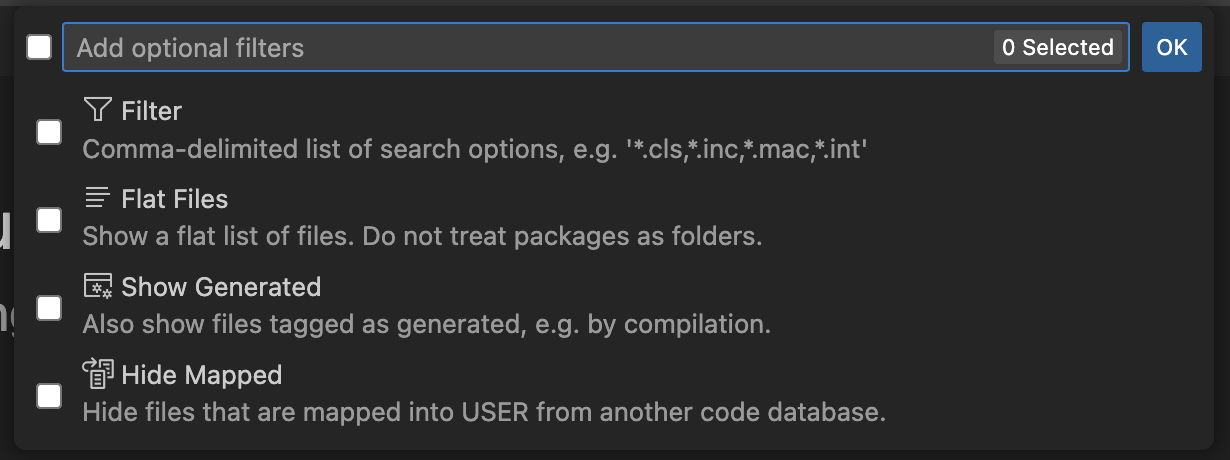 Add optional filters 0 Selected OK
Filter
Comma-delimited list of search options, e.g. '*.cls,*.inc,*.mac,*.int'
Flat Files
Show a flat list of files. Do not treat packages as folders.
Show Generated
Also show files tagged as generated, e.g. by compilation.
Hide Mapped
Hide files that are mapped into USER from another code database.